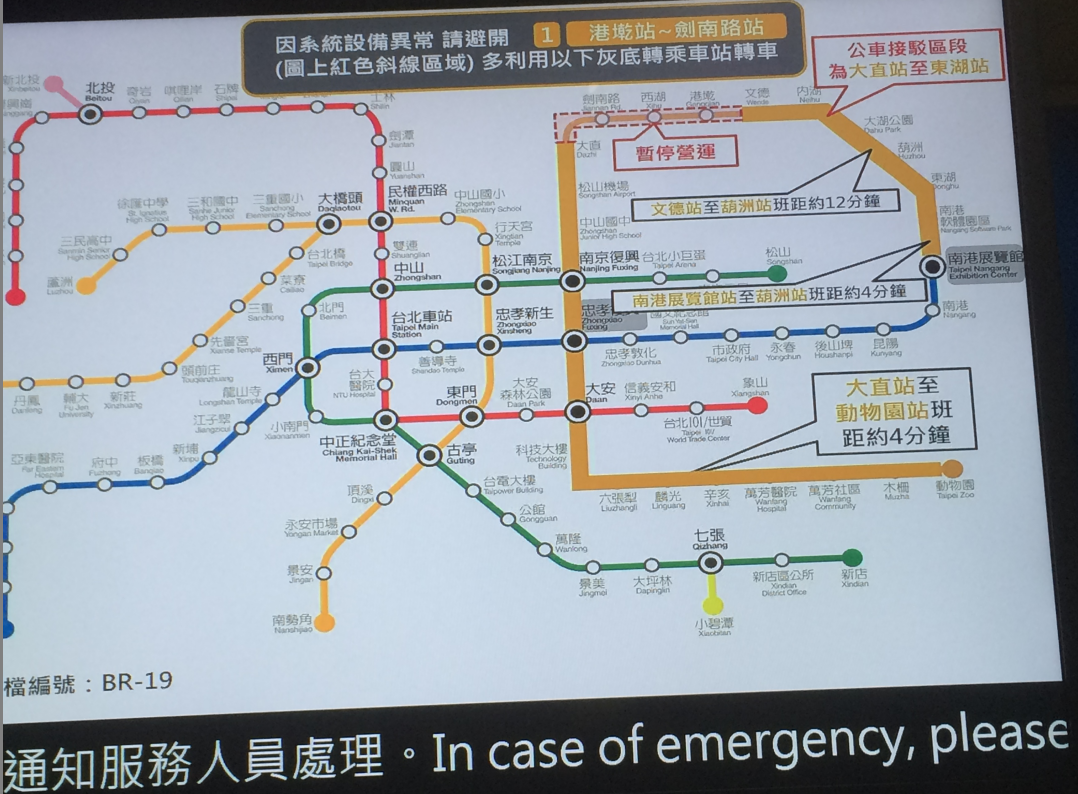 因系統設備異常 請避開 1 港墘站~劍南路站
(圖上紅色斜線區域) 多利用以下灰底轉乘車站轉車
公車接駁區段
為大直站至東湖站
新北投
Xinbeitou
北投
Beitou
奇岩
Qiyan
唭哩岸
Qilian
石牌
Shipai
士林
Shilin
劍潭
Jiantan
圓山
Yuanshan
民權西路
Minquan
W. Rd.
雙連
Shuanglian
中山
Zhongshan
台北車站
Taipei Main
Station
台大
醫院
NTU Hospital
中正紀念堂
Chiang Kai-Shek
Memorial Hall
劍南路
Jiannan Rd.
西湖
Xihu
港墘
Gangqian
文德
Wende
內湖
Neihu
大湖公園
Dahu Park
葫洲
Huzhou
東湖
Donghu
南港
軟體園區
Nangang Software Park
南港展覽館
Taipei Nangang
Exhibition Center
暫停營運
大直
Dazhi
松山機場
Songshan Airport
中山國中
Zhongshan
Junior High School
文德站至葫洲站班距約12分鐘
南港展覽館站至葫洲站班距約4分鐘
大直站至
動物園站班
距約4分鐘
徐匯中學
St. Ignatius
High School
三和國中
Sanhe Junior
High School
三重國小
Sanchong
Elementary School
大橋頭
Daqiaotou
中山國小
Zhongshan
Elementary School
行天宮
Xingtian
Temple
三民高中
Sanmin Senior
High School
蘆洲
Luzhou
台北橋
Taipei Bridge
菜寮
Cailiao
三重
Sanchong
先嗇宮
Xianse Temple
頭前庄
Touqianzhuang
新莊
Xinzhuang
輔大
Fu Jen
University
丹鳳
Danfeng
松江南京
Songjiang Nanjing
南京復興
Nanjing Fuxing
台北小巨蛋
Taipei Arena
松山
Songshan
北門
Beimen
西門
Ximen
小南門
Xiaonanmen
善導寺
Shandao Temple
忠孝新生
Zhongxiao
Xinsheng
Zhongxiao
Fuxing
忠孝敦化
Zhongxiao Dunhua
Sun Yat-Sen
Memorial Hall
市政府
Taipei City Hall
永春
Yongchun
後山埤
Houshanpi
昆陽
Kunyang
南港
Nangang
龍山寺
Longshan Temple
江子翠
Jiangzicui
新埔
Xinpu
板橋
Banqiao
府中
Fuzhong
亞東醫院
Far Eastern
Hospital
東門
Dongmen
大安
森林公園
Daan Park
大安
Daan
信義安和
Xinyi Anhe
台北101/世貿
Taipei 101/
World Trade Center
象山
Xiangshan
科技大樓
Technology
Building
六張犁
Liuzhangli
麟光
Linguang
辛亥
Xinhai
萬芳醫院
Wanfang
Hospital
萬芳社區
Wanfang
Community
木柵
Muzha
動物園
Taipei Zoo
古亭
Guting
頂溪
Dingxi
永安市場
Yongan Market
景安
Jingan
南勢角
Nanshijiao
台電大樓
Taipower Building
公館
Gongguan
萬隆
Wanlong
景美
Jingmei
大坪林
Dapinglin
七張
Qizhang
小碧潭
Xiaobitan
新店區公所
Xindian
District Office
新店
Xindian
檔編號：BR-19
通知服務人員處理。In case of emergency, please